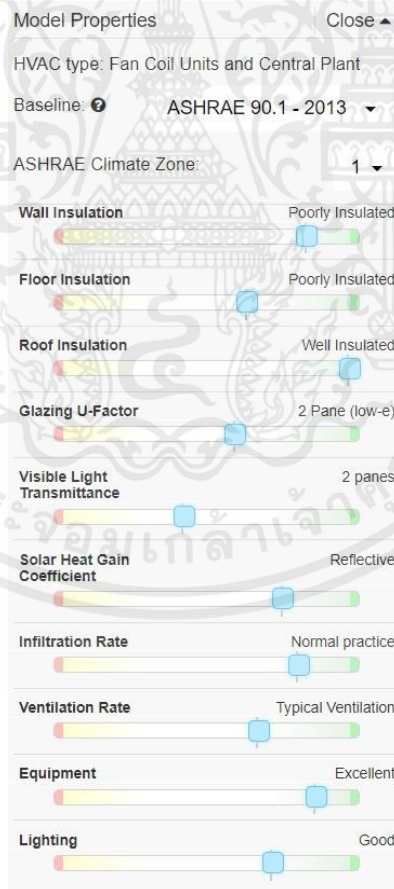 Model Properties Close
HVAC type: Fan Coil Units and Central Plant
Baseline: ASHRAE 90.1 - 2013
ASHRAE Climate Zone: 1
Wall Insulation Poorly Insulated
Floor Insulation Poorly Insulated
Roof Insulation Well Insulated
Glazing U-Factor 2 Pane (low-e)
Visible Light 2 panes
Transmittance
Solar Heat Gain Reflective
Coefficient
Infiltration Rate Normal practice
Ventilation Rate Typical Ventilation
Equipment Excellent
Lighting Good